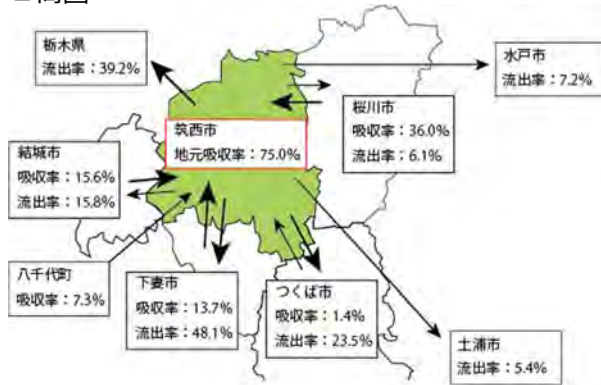 栃木県
流出率：39.2%
水戸市
流出率：7.2%
桜川市
吸収率：36.0%
流出率：6.1%
筑西市
地元吸収率：75.0%
結城市
吸収率：15.6%
流出率：15.8%
八千代町
吸収率：7.3%
下妻市
吸収率：13.7%
流出率：48.1%
つくば市
吸収率：1.4%
流出率：23.5%
土浦市
流出率：5.4%